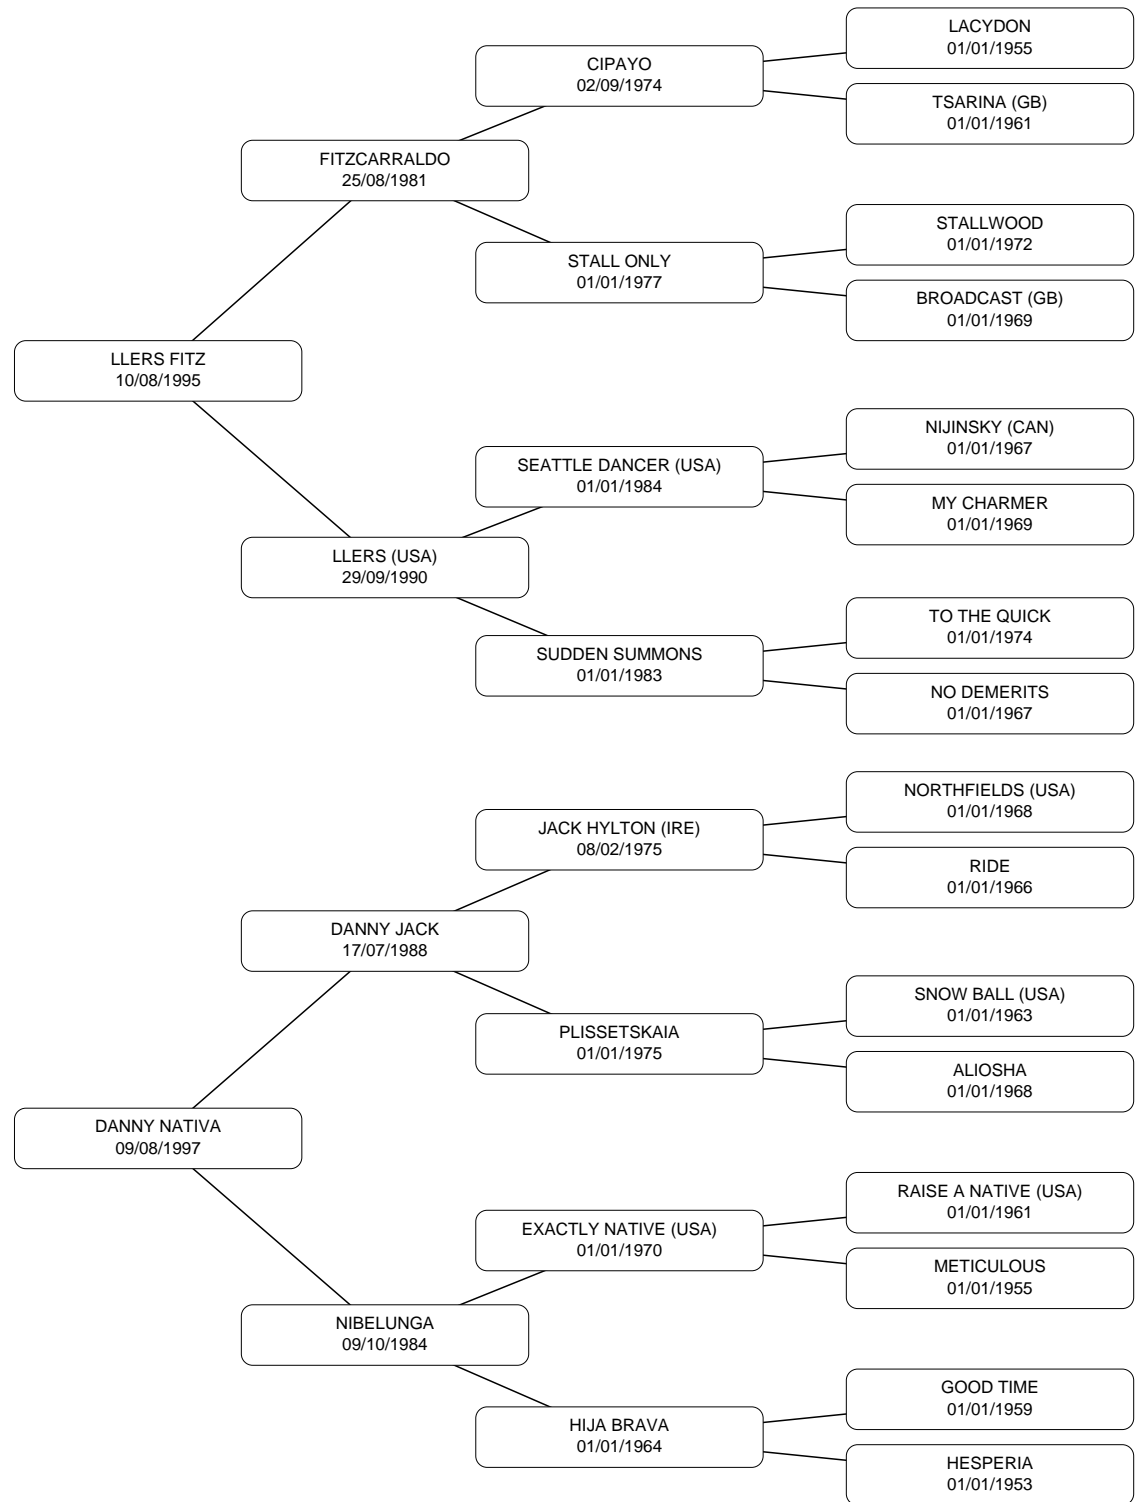 LACYDON
01/01/1955
CIPAYO
02/09/1974
TSARINA (GB)
01/01/1961
FITZCARRALDO
25/08/1981
STALLWOOD
01/01/1972
STALL ONLY
01/01/1977
BROADCAST (GB)
01/01/1969
LLERS FITZ
10/08/1995
NIJINSKY (CAN)
01/01/1967
SEATTLE DANCER (USA)
01/01/1984
MY CHARMER
01/01/1969
LLERS (USA)
29/09/1990
TO THE QUICK
01/01/1974
SUDDEN SUMMONS
01/01/1983
NO DEMERITS
01/01/1967
NORTHFIELDS (USA)
01/01/1968
JACK HYLTON (IRE)
08/02/1975
RIDE
01/01/1966
DANNY JACK
17/07/1988
SNOW BALL (USA)
01/01/1963
PLISSETSKAIA
01/01/1975
ALIOSHA
01/01/1968
DANNY NATIVA
09/08/1997
RAISE A NATIVE (USA)
01/01/1961
EXACTLY NATIVE (USA)
01/01/1970
METICULOUS
01/01/1955
NIBELUNGA
09/10/1984
GOOD TIME
01/01/1959
HIJA BRAVA
01/01/1964
HESPERIA
01/01/1953